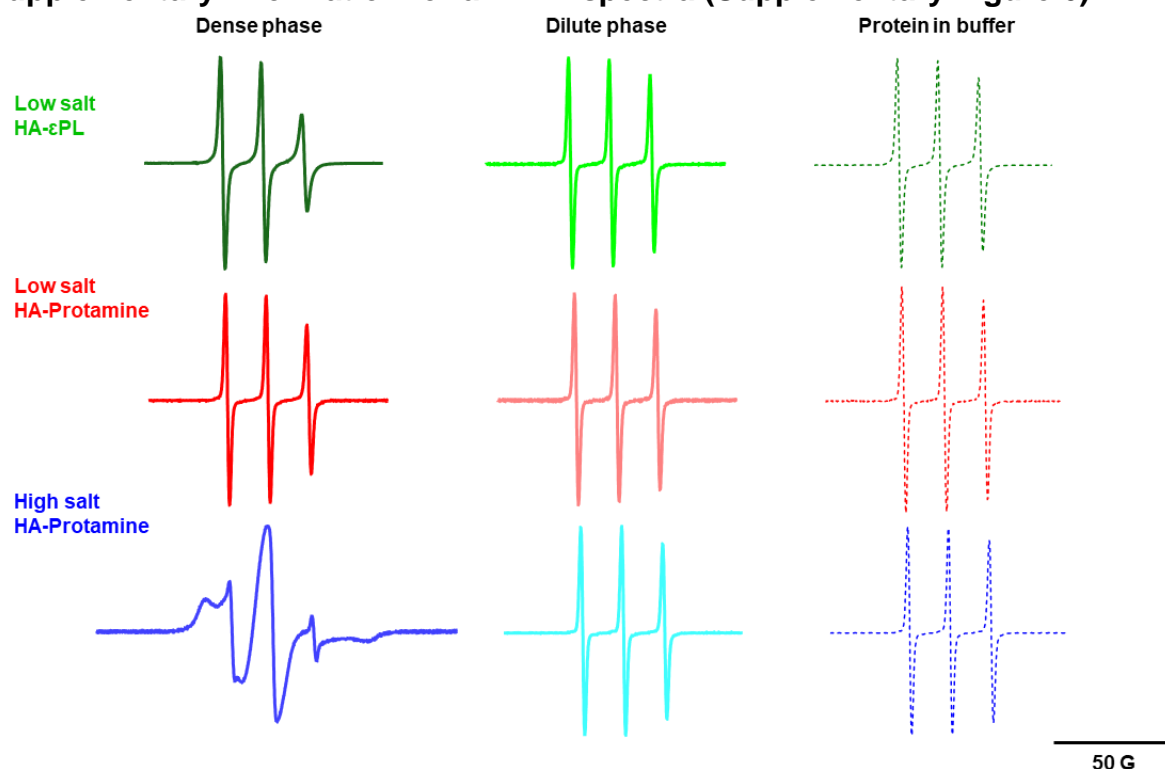 Dense phase
Dilute phase
Protein in buffer
Low salt
HA-εPL
Low salt
HA-Protamine
High salt
HA-Protamine
50 G